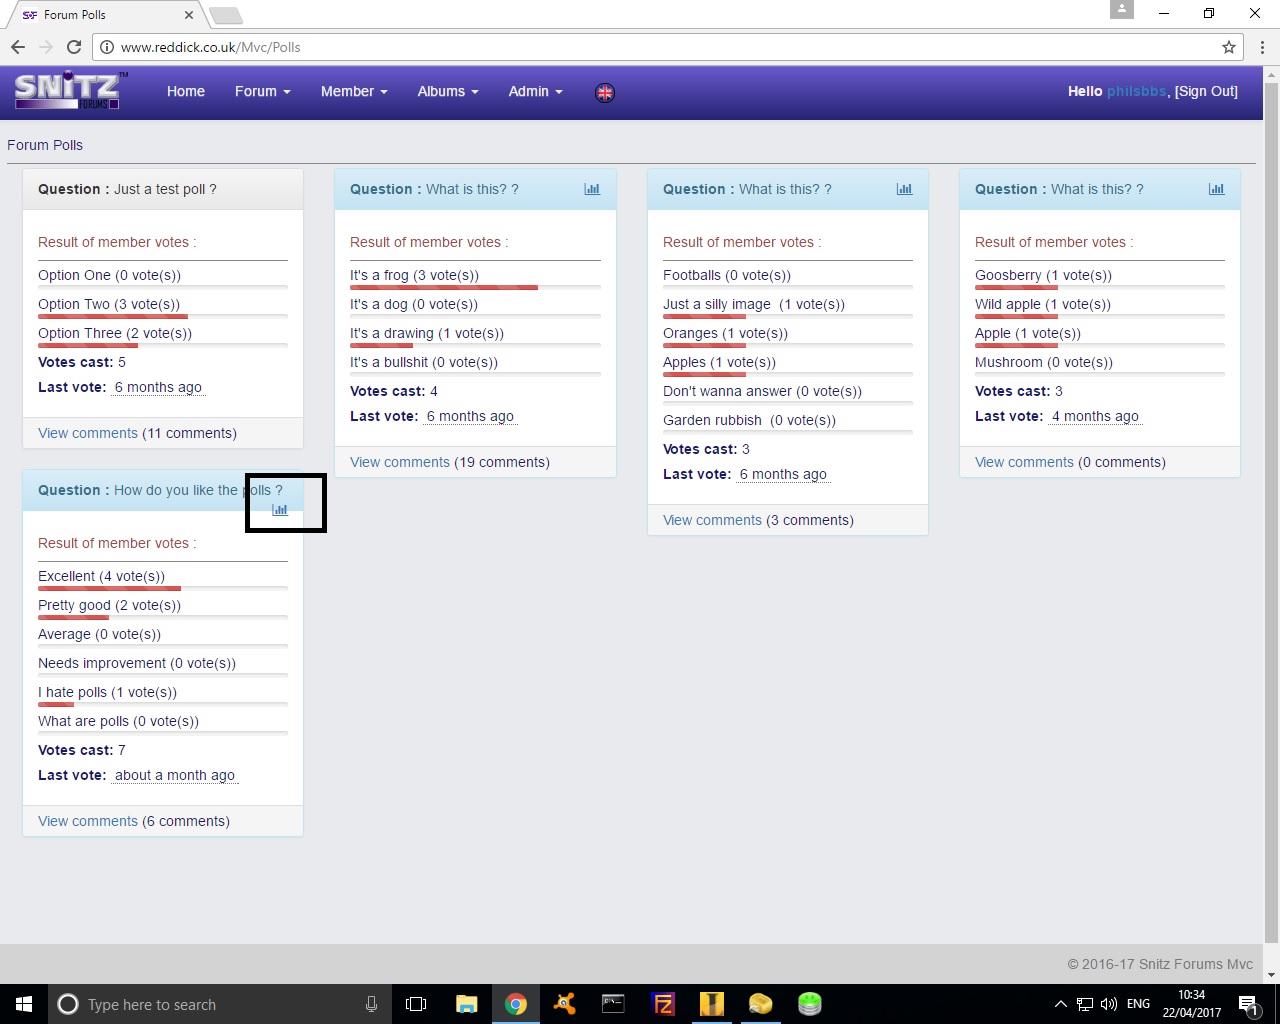 Forum Polls
www.reddick.co.uk/Mvc/Polls
SNiTZ™ FORUMS
Home Forum Member Albums Admin
Hello philsbbs, [Sign Out]
Forum Polls
Question : Just a test poll ?
Result of member votes :
Option One (0 vote(s))
Option Two (3 vote(s))
Option Three (2 vote(s))
Votes cast: 5
Last vote: 6 months ago
View comments (11 comments)
Question : What is this? ?
Result of member votes :
It's a frog (3 vote(s))
It's a dog (0 vote(s))
It's a drawing (1 vote(s))
It's a bullshit (0 vote(s))
Votes cast: 4
Last vote: 6 months ago
View comments (19 comments)
Question : What is this? ?
Result of member votes :
Footballs (0 vote(s))
Just a silly image (1 vote(s))
Oranges (1 vote(s))
Apples (1 vote(s))
Don't wanna answer (0 vote(s))
Garden rubbish (0 vote(s))
Votes cast: 3
Last vote: 6 months ago
View comments (3 comments)
Question : What is this? ?
Result of member votes :
Goosberry (1 vote(s))
Wild apple (1 vote(s))
Apple (1 vote(s))
Mushroom (0 vote(s))
Votes cast: 3
Last vote: 4 months ago
View comments (0 comments)
Question : How do you like the polls ?
Result of member votes :
Excellent (4 vote(s))
Pretty good (2 vote(s))
Average (0 vote(s))
Needs improvement (0 vote(s))
I hate polls (1 vote(s))
What are polls (0 vote(s))
Votes cast: 7
Last vote: about a month ago
View comments (6 comments)
© 2016-17 Snitz Forums Mvc
Type here to search
ENG
10:34
22/04/2017
1